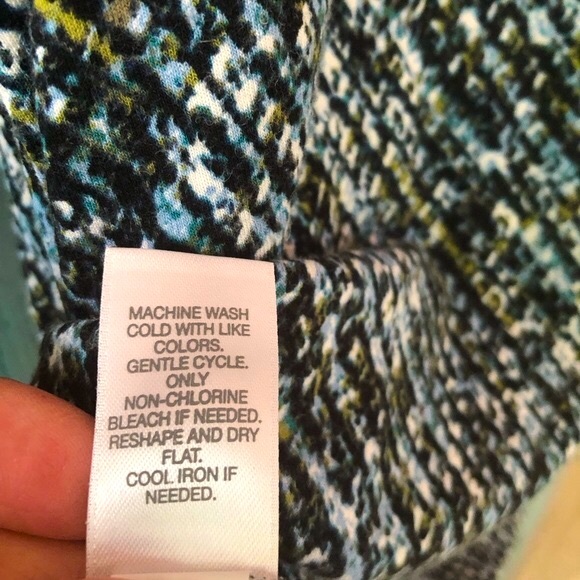 MACHINE WASH
COLD WITH LIKE
COLORS.
GENTLE CYCLE.
ONLY
NON-CHLORINE
BLEACH IF NEEDED.
RESHAPE AND DRY
FLAT.
COOL IRON IF
NEEDED.